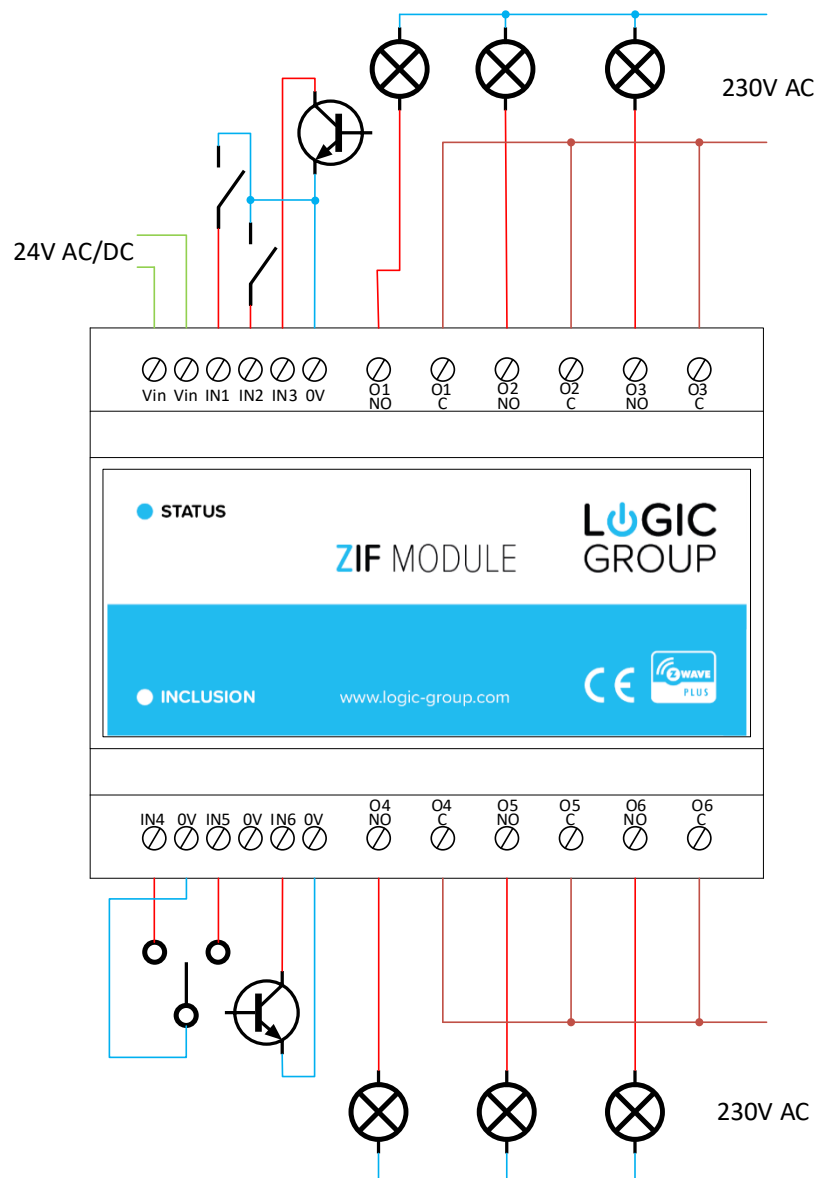 230V AC
24V AC/DC
Vin Vin IN1 IN2 IN3 0V O1 NO O1 C O2 NO O2 C O3 NO O3 C
STATUS
LOGIC
GROUP
ZIF MODULE
INCLUSION
www.logic-group.com
CE
Z WAVE
PLUS
IN4 0V IN5 0V IN6 0V O4 NO O4 C O5 NO O5 C O6 NO O6 C
230V AC